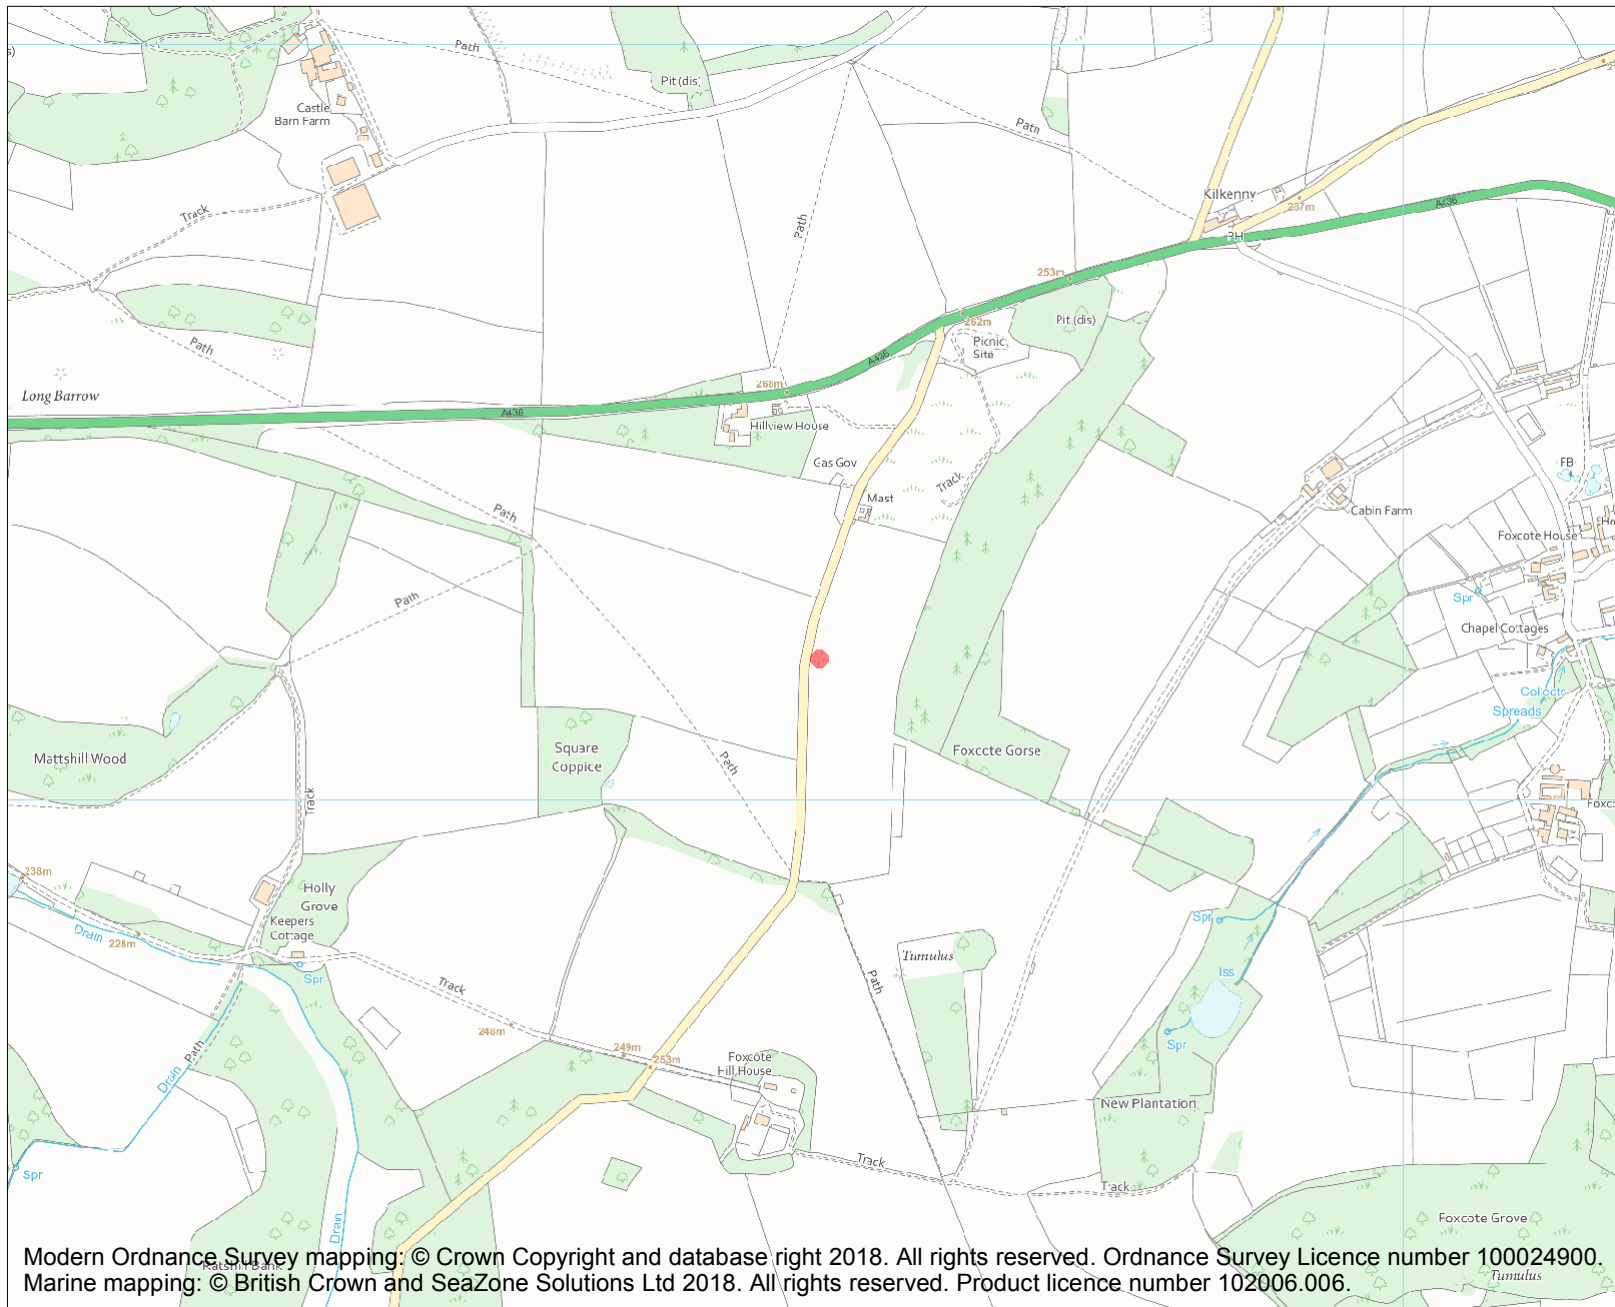 Path
Pit (dis)
Castle
Barn Farm
Path
Track
Path
Kilkenny
237m
A436
PH
253m
262m
Pit (dis)
Picnic
Site
Path
A436
268m
Long Barrow
A436
Hillview House
Gas Gov
Mast
Track
Path
FB
Cabin Farm
Foxcote House
Path
Spr
Chapel Cottages
Collects
Spreads
Mattshill Wood
Square
Coppice
Path
Foxcote Gorse
Track
238m
Holly
Grove
Keepers
Cottage
Drain
228m
Spr
Spr
Tumulus
Iss
Path
Track
248m
249m
253m
Foxcote
Hill House
Spr
Path
Drain
New Plantation
Spr
Track
Track
Drain
Foxcote Grove
Modern Ordnance Survey mapping: © Crown Copyright and database right 2018. All rights reserved. Ordnance Survey Licence number 100024900.
Marine mapping: © British Crown and SeaZone Solutions Ltd 2018. All rights reserved. Product licence number 102006.006.
Tumulus